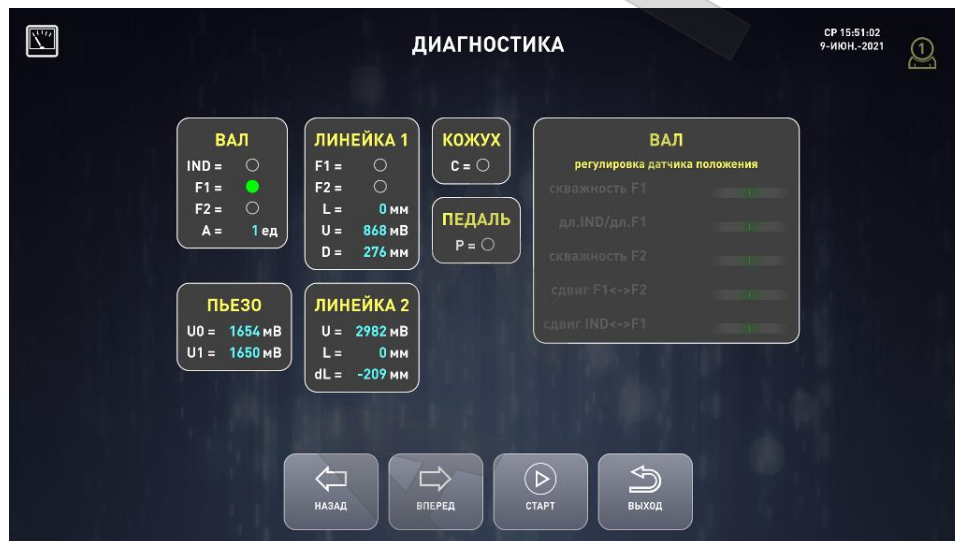 ДИАГНОСТИКА
СР 15:51:02
9-ИЮН.-2021
1
ВАЛ
IND =
F1 =
F2 =
A = 1 ед
ЛИНЕЙКА 1
F1 =
F2 =
L = 0 мм
U = 868 мВ
D = 276 мм
КОЖУХ
C =
ПЕДАЛЬ
P =
ВАЛ
регулировка датчика положения
скважность F1
дл.IND/дл.F1
скважность F2
сдвиг F1<->F2
сдвиг IND<->F1
ПЬЕЗО
U0 = 1654 мВ
U1 = 1650 мВ
ЛИНЕЙКА 2
U = 2982 мВ
L = 0 мм
dL = -209 мм
НАЗАД
ВПЕРЕД
СТАРТ
ВЫХОД